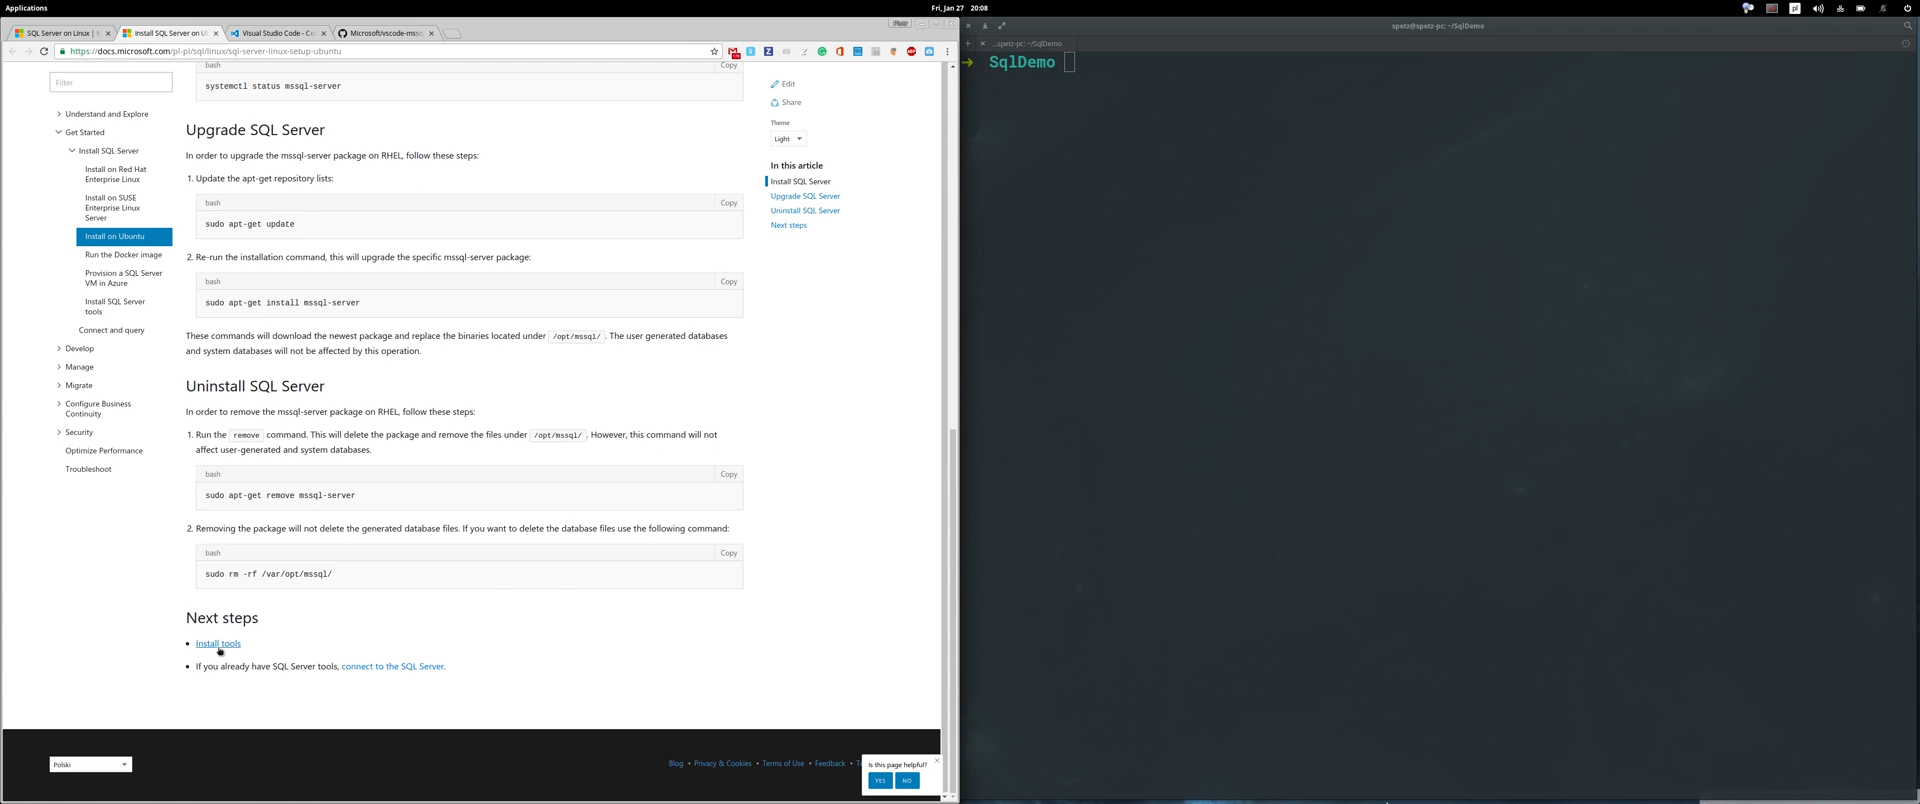 Applications
Fri, Jan 27 20:08
pl
SQL Server on Linux |
Install SQL Server on U
Visual Studio Code - Co
Microsoft/vscode-mssq
Piotr
https://docs.microsoft.com/pl-pl/sql/linux/sql-server-linux-setup-ubuntu
spetz@spetz-pc: ~/SqlDemo
...spetz-pc: ~/SqlDemo
→ SqlDemo
Filter
Understand and Explore
Get Started
Install SQL Server
Install on Red Hat
Enterprise Linux
Install on SUSE
Enterprise Linux
Server
Install on Ubuntu
Run the Docker image
Provision a SQL Server
VM in Azure
Install SQL Server
tools
Connect and query
Develop
Manage
Migrate
Configure Business
Continuity
Security
Optimize Performance
Troubleshoot
bash Copy
systemctl status mssql-server
Upgrade SQL Server
In order to upgrade the mssql-server package on RHEL, follow these steps:
1. Update the apt-get repository lists:
bash Copy
sudo apt-get update
2. Re-run the installation command, this will upgrade the specific mssql-server package:
bash Copy
sudo apt-get install mssql-server
These commands will download the newest package and replace the binaries located under /opt/mssql/ . The user generated databases
and system databases will not be affected by this operation.
Uninstall SQL Server
In order to remove the mssql-server package on RHEL, follow these steps:
1. Run the remove command. This will delete the package and remove the files under /opt/mssql/ . However, this command will not
affect user-generated and system databases.
bash Copy
sudo apt-get remove mssql-server
2. Removing the package will not delete the generated database files. If you want to delete the database files use the following command:
bash Copy
sudo rm -rf /var/opt/mssql/
Next steps
• Install tools
• If you already have SQL Server tools, connect to the SQL Server.
Edit
Share
Theme
Light
In this article
Install SQL Server
Upgrade SQL Server
Uninstall SQL Server
Next steps
Polski
Blog • Privacy & Cookies • Terms of Use • Feedback •
Is this page helpful?
YES NO